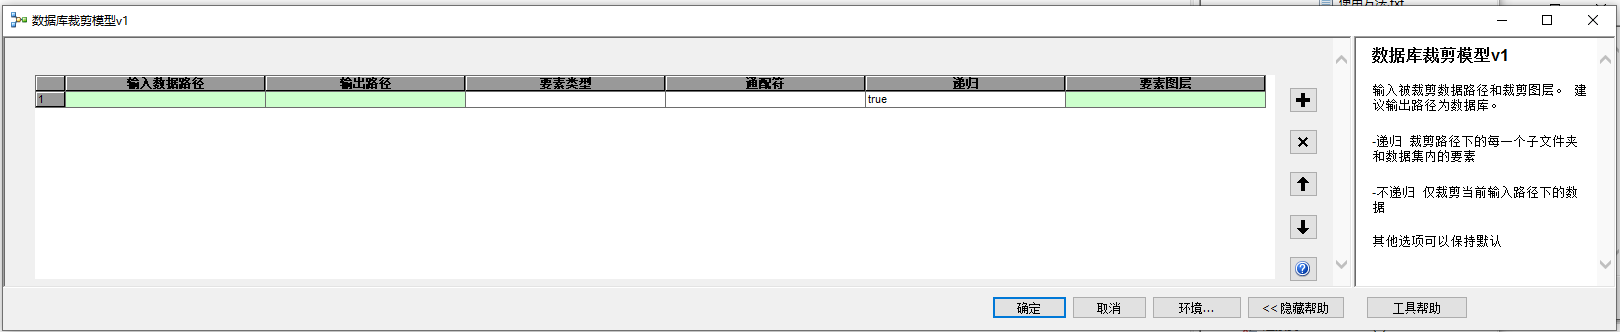 使用方法.txt
数据库裁剪模型v1
输入数据路径 输出路径 要素类型 通配符 递归 要素图层
1 true
数据库裁剪模型v1
输入被裁剪数据路径和裁剪图层。 建
议输出路径为数据库。
-递归 裁剪路径下的每一个子文件夹
和数据集内的要素
-不递归 仅裁剪当前输入路径下的数
据
其他选项可以保持默认
确定 取消 环境... << 隐藏帮助 工具帮助